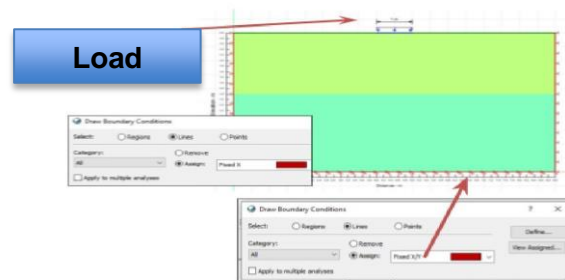 Load
Draw Boundary Conditions
Select: Regions Lines Points
Category: Remove
All Assign: Fixed X
Apply to multiple analyses
Draw Boundary Conditions ? ×
Select: Regions Lines Points
Define...
Category: Remove
All Assign: Fixed X/Y View Assigned...
Apply to multiple analyses